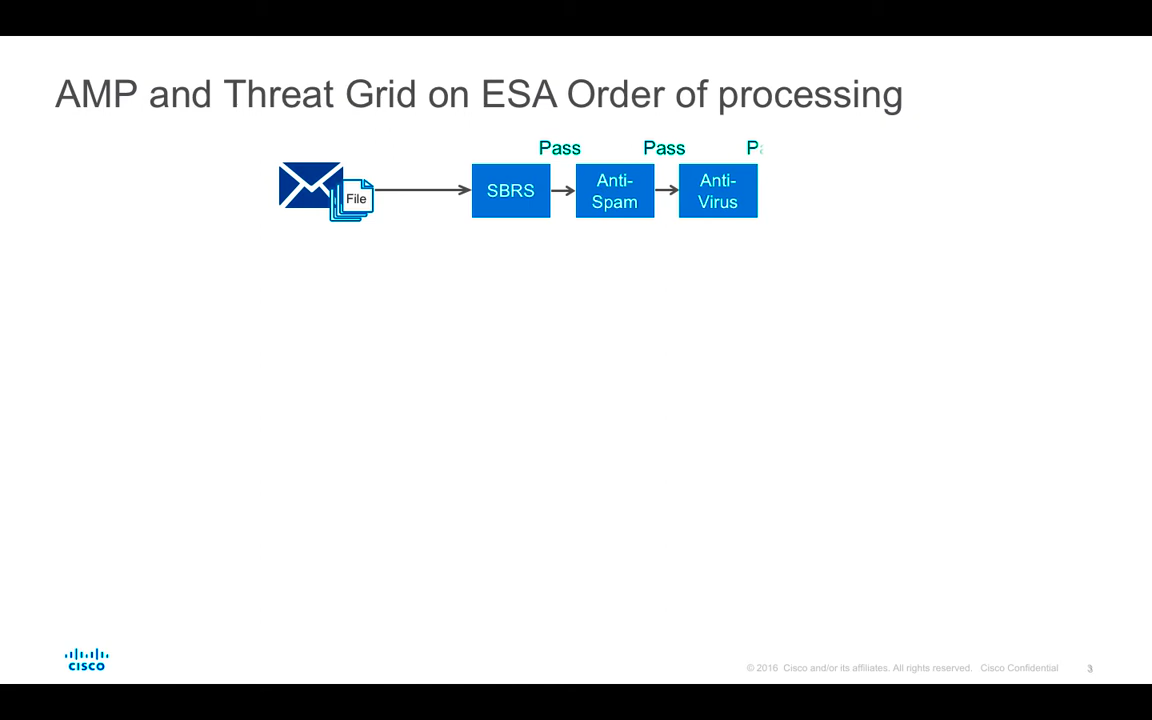 AMP and Threat Grid on ESA Order of processing
Pass Pass
File
SBRS
Anti-
Spam
Anti-
Virus
CISCO
© 2016 Cisco and/or its affiliates. All rights reserved. Cisco Confidential 3